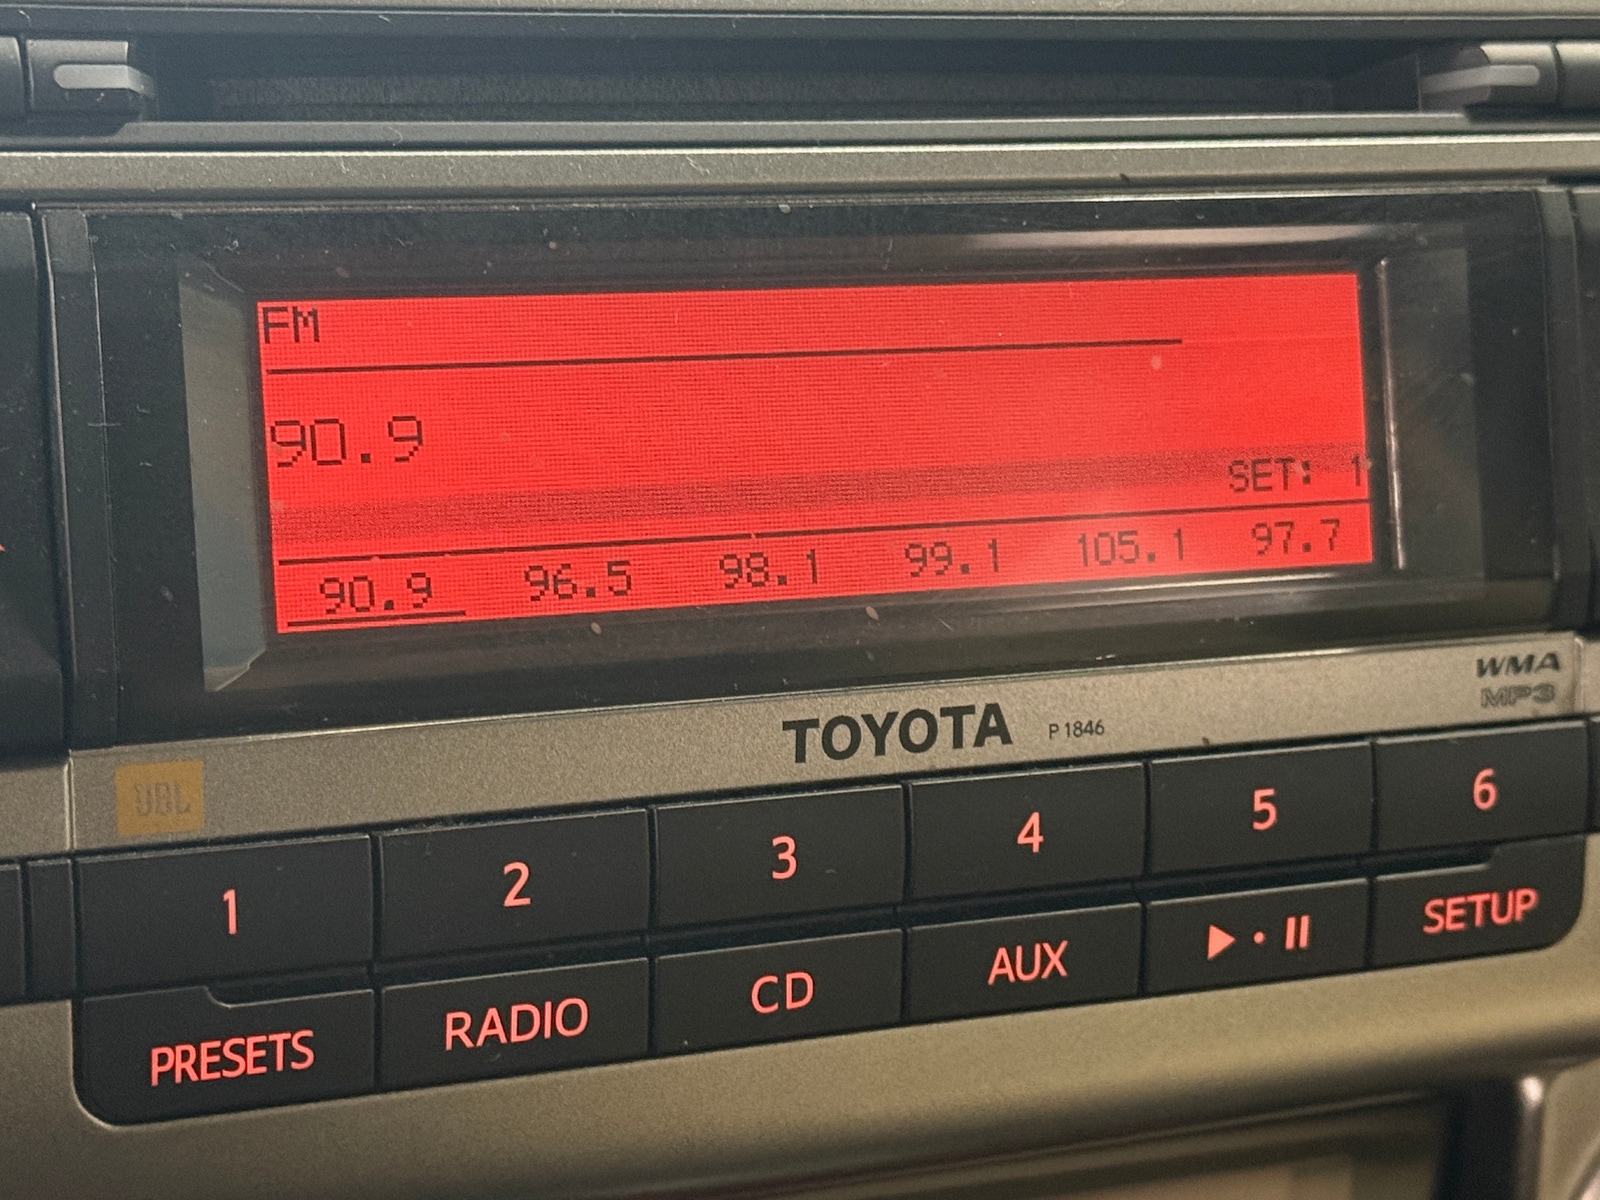 FM
90.9
SET: 1
90.9 96.5 98.1 99.1 105.1 97.7
WMA
MP3
TOYOTA P1846
JBL
1 2 3 4 5 6
PRESETS RADIO CD AUX ▶·II SETUP